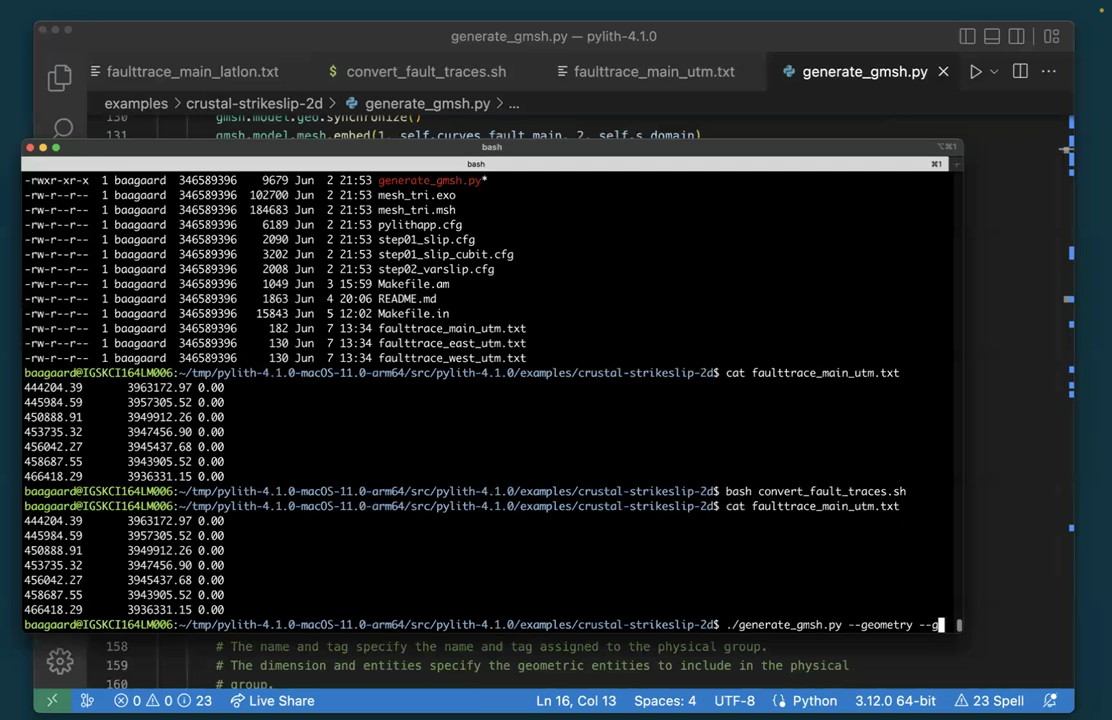 generate_gmsh.py — pylith-4.1.0
faulttrace_main_latlon.txt $ convert_fault_traces.sh faulttrace_main_utm.txt generate_gmsh.py
examples > crustal-strikeslip-2d > generate_gmsh.py > ...
130 gmsh.model.geo.synchronize()
131 gmsh.model.mesh.embed(1, self.curves_fault_main, 2, self.s_domain)
bash ⌥⌘1
bash ⌘1
-rwxr-xr-x 1 baagaard 346589396 9679 Jun 2 21:53 generate_gmsh.py*
-rw-r--r-- 1 baagaard 346589396 102700 Jun 2 21:53 mesh_tri.exo
-rw-r--r-- 1 baagaard 346589396 184683 Jun 2 21:53 mesh_tri.msh
-rw-r--r-- 1 baagaard 346589396 6189 Jun 2 21:53 pylithapp.cfg
-rw-r--r-- 1 baagaard 346589396 2090 Jun 2 21:53 step01_slip.cfg
-rw-r--r-- 1 baagaard 346589396 3202 Jun 2 21:53 step01_slip_cubit.cfg
-rw-r--r-- 1 baagaard 346589396 2008 Jun 2 21:53 step02_varslip.cfg
-rw-r--r-- 1 baagaard 346589396 1049 Jun 3 15:59 Makefile.am
-rw-r--r-- 1 baagaard 346589396 1863 Jun 4 20:06 README.md
-rw-r--r-- 1 baagaard 346589396 15843 Jun 5 12:02 Makefile.in
-rw-r--r-- 1 baagaard 346589396 182 Jun 7 13:34 faulttrace_main_utm.txt
-rw-r--r-- 1 baagaard 346589396 130 Jun 7 13:34 faulttrace_east_utm.txt
-rw-r--r-- 1 baagaard 346589396 130 Jun 7 13:34 faulttrace_west_utm.txt
baagaard@IGSKCI164LM006:~/tmp/pylith-4.1.0-macOS-11.0-arm64/src/pylith-4.1.0/examples/crustal-strikeslip-2d$ cat faulttrace_main_utm.txt
444204.39 3963172.97 0.00
445984.59 3957305.52 0.00
450888.91 3949912.26 0.00
453735.32 3947456.90 0.00
456042.27 3945437.68 0.00
458687.55 3943905.52 0.00
466418.29 3936331.15 0.00
baagaard@IGSKCI164LM006:~/tmp/pylith-4.1.0-macOS-11.0-arm64/src/pylith-4.1.0/examples/crustal-strikeslip-2d$ bash convert_fault_traces.sh
baagaard@IGSKCI164LM006:~/tmp/pylith-4.1.0-macOS-11.0-arm64/src/pylith-4.1.0/examples/crustal-strikeslip-2d$ cat faulttrace_main_utm.txt
444204.39 3963172.97 0.00
445984.59 3957305.52 0.00
450888.91 3949912.26 0.00
453735.32 3947456.90 0.00
456042.27 3945437.68 0.00
458687.55 3943905.52 0.00
466418.29 3936331.15 0.00
baagaard@IGSKCI164LM006:~/tmp/pylith-4.1.0-macOS-11.0-arm64/src/pylith-4.1.0/examples/crustal-strikeslip-2d$ ./generate_gmsh.py --geometry --g
158 # The name and tag specify the name and tag assigned to the physical group.
159 # The dimension and entities specify the geometric entities to include in the physical
160 # group.
0 0 23 Live Share Ln 16, Col 13 Spaces: 4 UTF-8 Python 3.12.0 64-bit 23 Spell